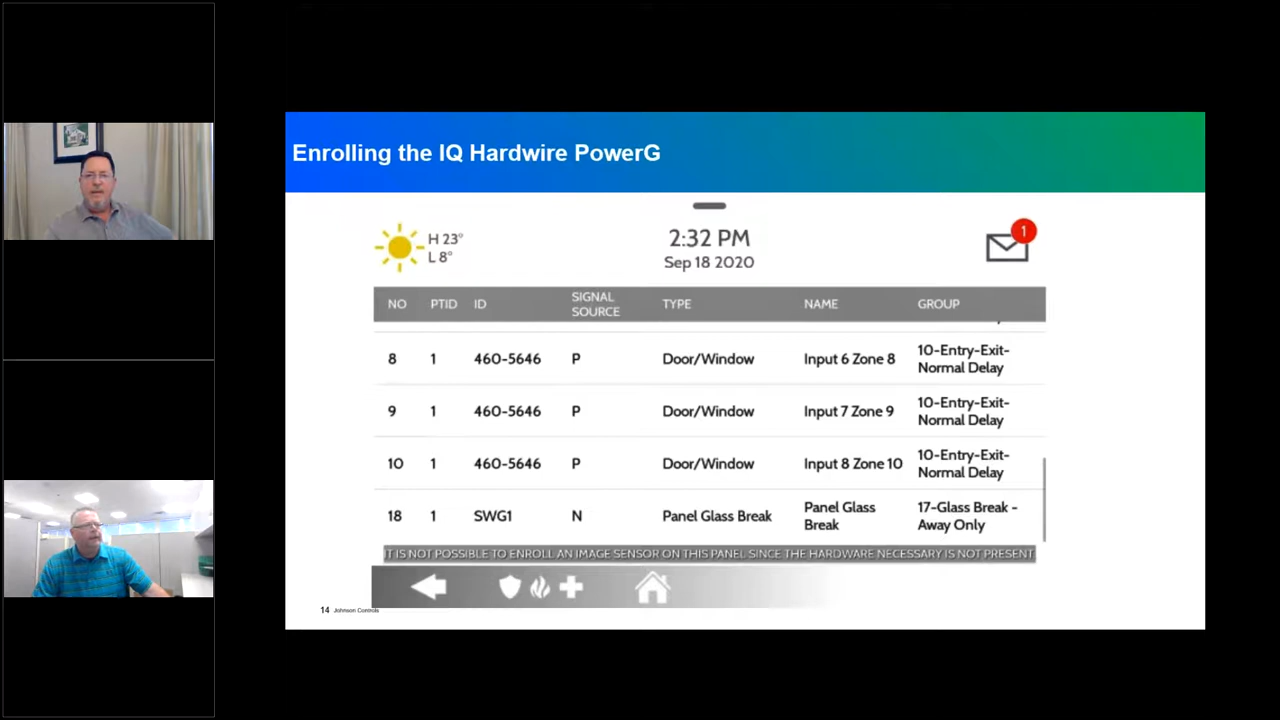 Enrolling the IQ Hardwire PowerG
H 23°
L 8°
2:32 PM
Sep 18 2020
1
NO PTID ID SIGNAL SOURCE TYPE NAME GROUP
8 1 460-5646 P Door/Window Input 6 Zone 8 10-Entry-Exit-Normal Delay
9 1 460-5646 P Door/Window Input 7 Zone 9 10-Entry-Exit-Normal Delay
10 1 460-5646 P Door/Window Input 8 Zone 10 10-Entry-Exit-Normal Delay
18 1 SWG1 N Panel Glass Break Panel Glass Break 17-Glass Break - Away Only
IT IS NOT POSSIBLE TO ENROLL AN IMAGE SENSOR ON THIS PANEL SINCE THE HARDWARE NECESSARY IS NOT PRESENT.
14 Johnson Controls